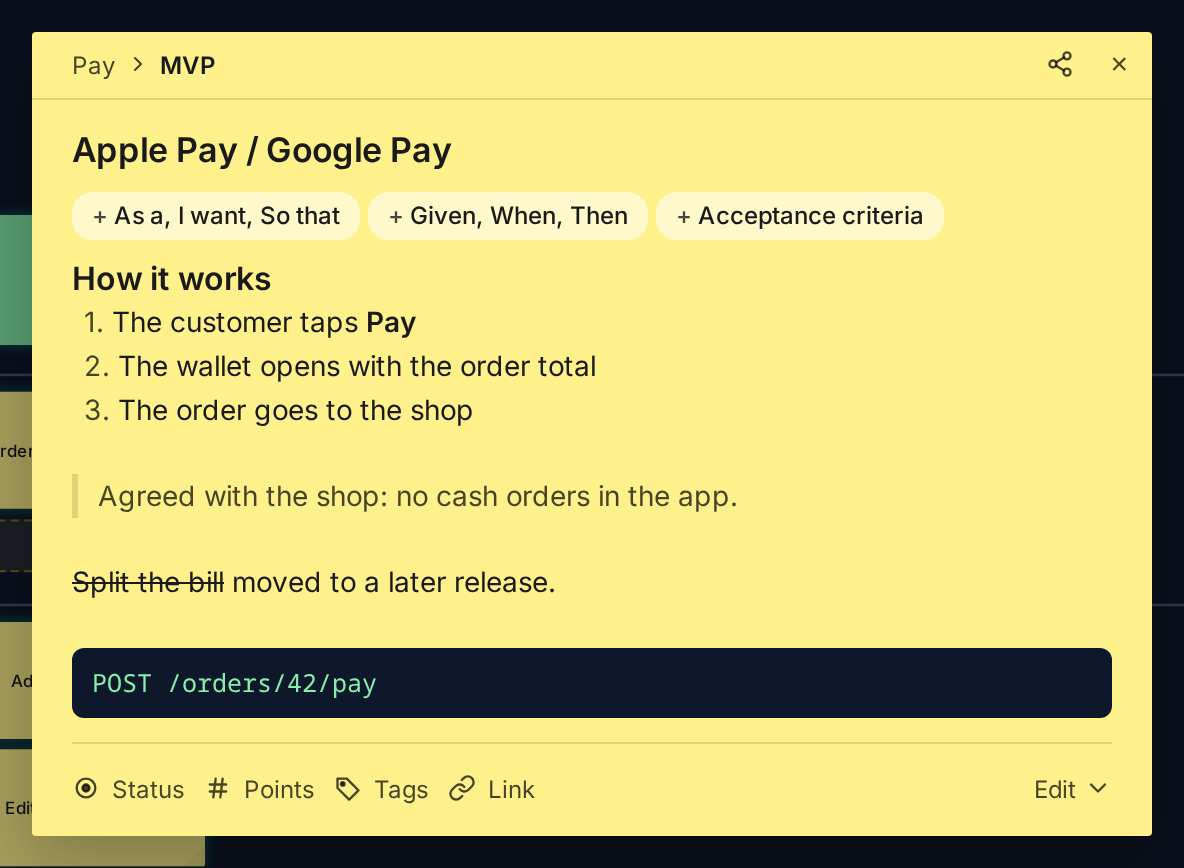 Pay > MVP
Apple Pay / Google Pay
+ As a, I want, So that + Given, When, Then + Acceptance criteria
How it works
1. The customer taps Pay
2. The wallet opens with the order total
3. The order goes to the shop
Agreed with the shop: no cash orders in the app.
Split the bill moved to a later release.
POST /orders/42/pay
Status Points Tags Link Edit